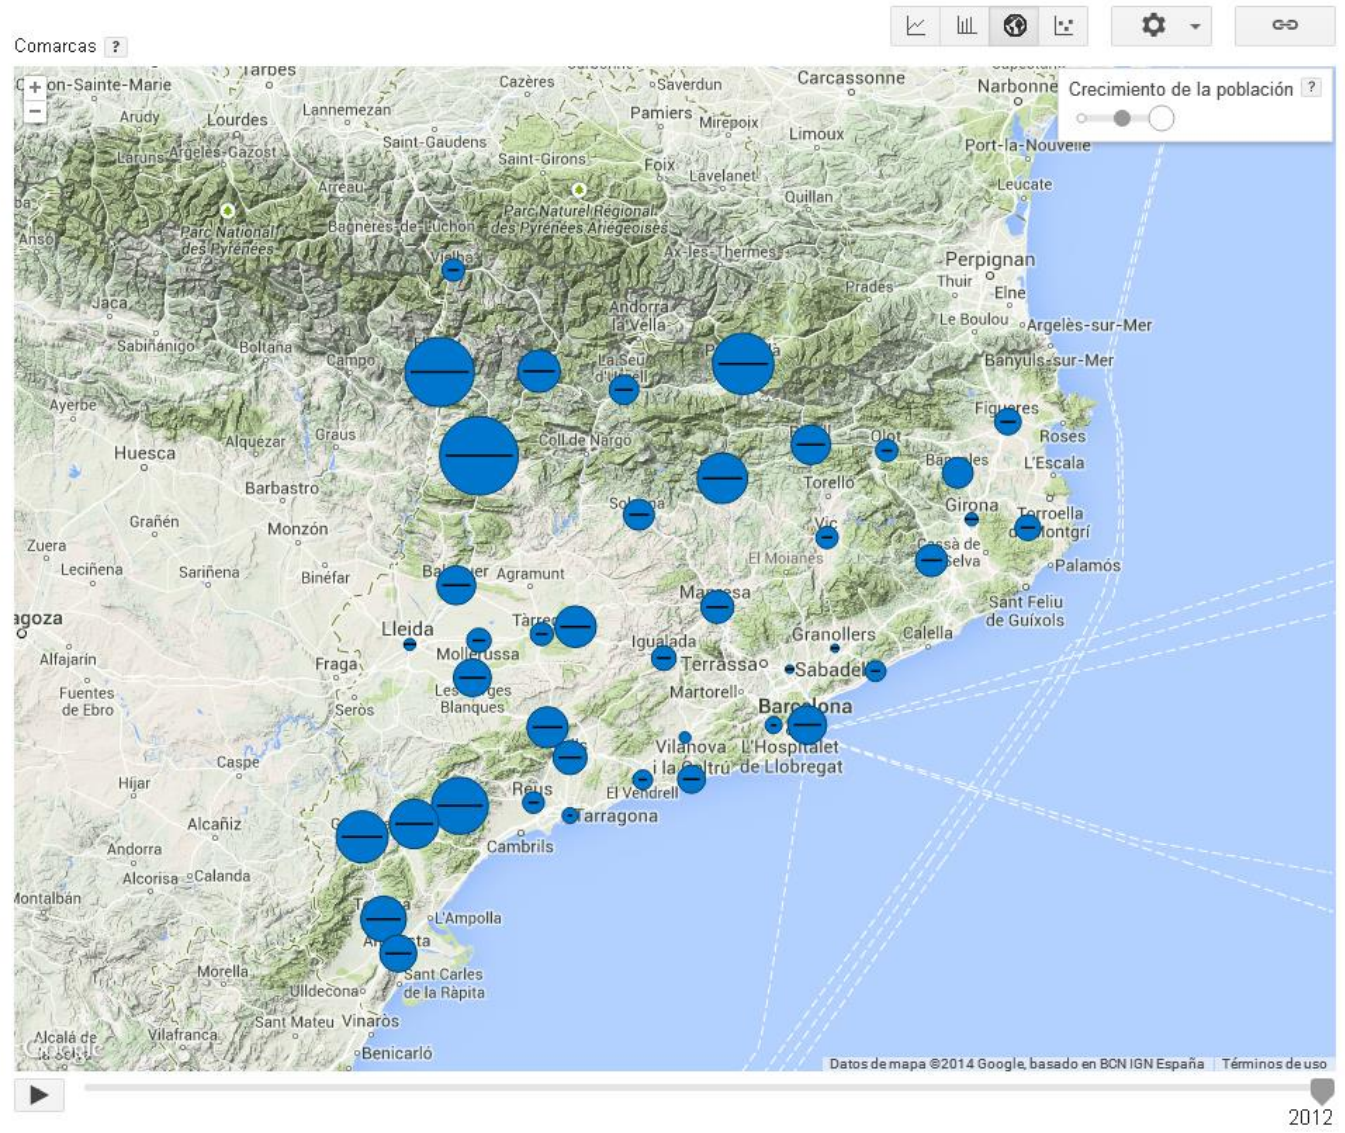 Comarcas ?
Crecimiento de la población ?
Tarbes
Cazères
Saverdun
Carcassonne
Narbonne
on-Sainte-Marie
Arudy
Lourdes
Lannemezan
Pamiers
Mirepoix
Limoux
Port-la-Nouvelle
Saint-Gaudens
Laruns
Argelès-Gazost
Saint-Girons
Foix
Lavelanet
Leucate
Arreau
Quillan
Parc National
des Pyrénées
Bagnères-de-Luchon
Parc Naturel Régional
des Pyrénées Ariégeoises
Ansó
Ax-les-Thermes
Perpignan
Vielha
Prades
Thuir
Elne
Jaca
Andorra
la Vella
Le Boulou
Argelès-sur-Mer
Sabiñánigo
Boltaña
Campo
La Seu
Banyuls-sur-Mer
Ayerbe
Figueres
Alquézar
Graus
Coll de Nargó
Olot
Roses
Huesca
L'Escala
Barbastro
Torelló
Girona
Torroella
Grañén
Monzón
Vic
Zuera
El Moianès
Cassà de
Selva
Palamós
Leciñena
Sariñena
Binéfar
Agramunt
Sant Feliu
de Guíxols
agoza
Lleida
Tàrrega
Manresa
Granollers
Calella
Igualada
Terrassa
Sabadell
Alfajarín
Fraga
Mollerussa
Martorell
Fuentes
de Ebro
Seròs
Les Borges
Blanques
Barcelona
Vilanova
i la Geltrú
L'Hospitalet
de Llobregat
Caspe
Híjar
Reus
El Vendrell
Alcañiz
Tarragona
Cambrils
Andorra
Alcorisa
Calanda
Montalbán
L'Ampolla
Morella
Sant Carles
de la Ràpita
Ulldecona
Sant Mateu
Vinaròs
Alcalá de
la Selva
Vilafranca
Benicarló
Google
Datos de mapa ©2014 Google, basado en BCN IGN España
Términos de uso
2012